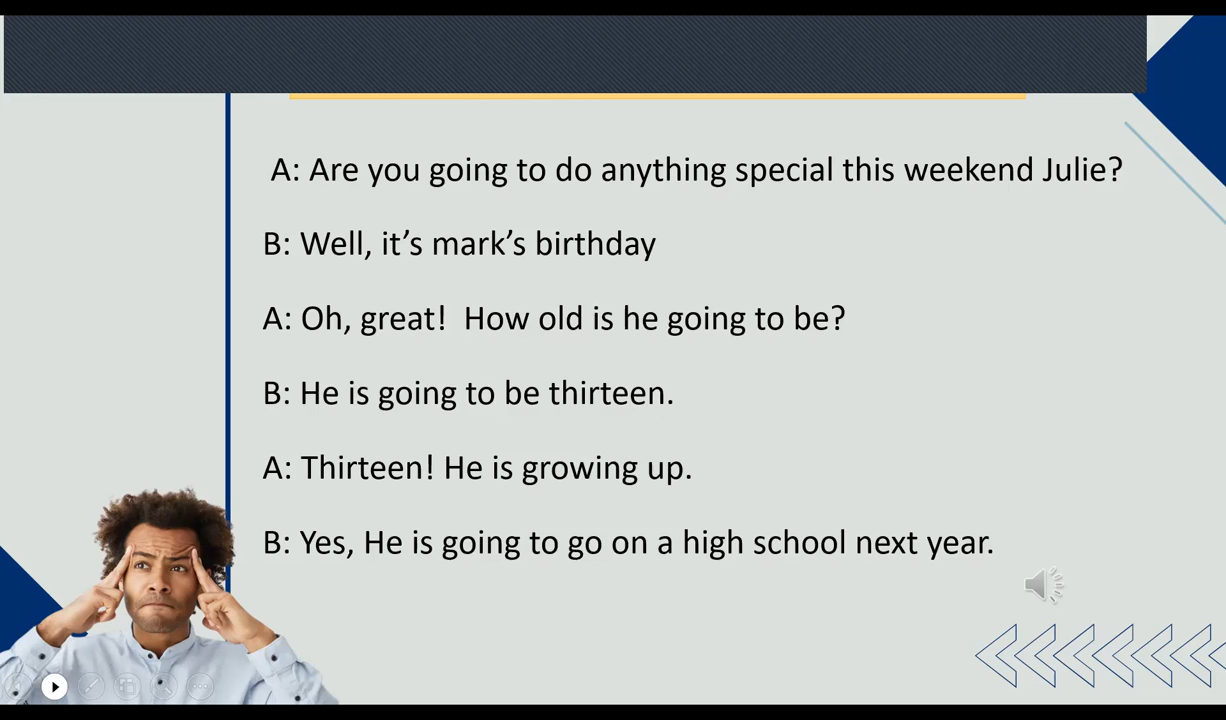 A: Are you going to do anything special this weekend Julie?
B: Well, it’s mark’s birthday
A: Oh, great!  How old is he going to be?
B: He is going to be thirteen.
A: Thirteen! He is growing up.
B: Yes, He is going to go on a high school next year.